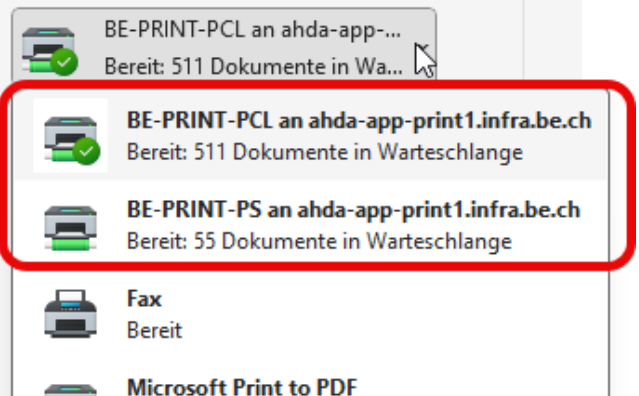 BE-PRINT-PCL an ahda-app-...
Bereit: 511 Dokumente in Wa...
BE-PRINT-PCL an ahda-app-print1.infra.be.ch
Bereit: 511 Dokumente in Warteschlange
BE-PRINT-PS an ahda-app-print1.infra.be.ch
Bereit: 55 Dokumente in Warteschlange
Fax
Bereit
Microsoft Print to PDF